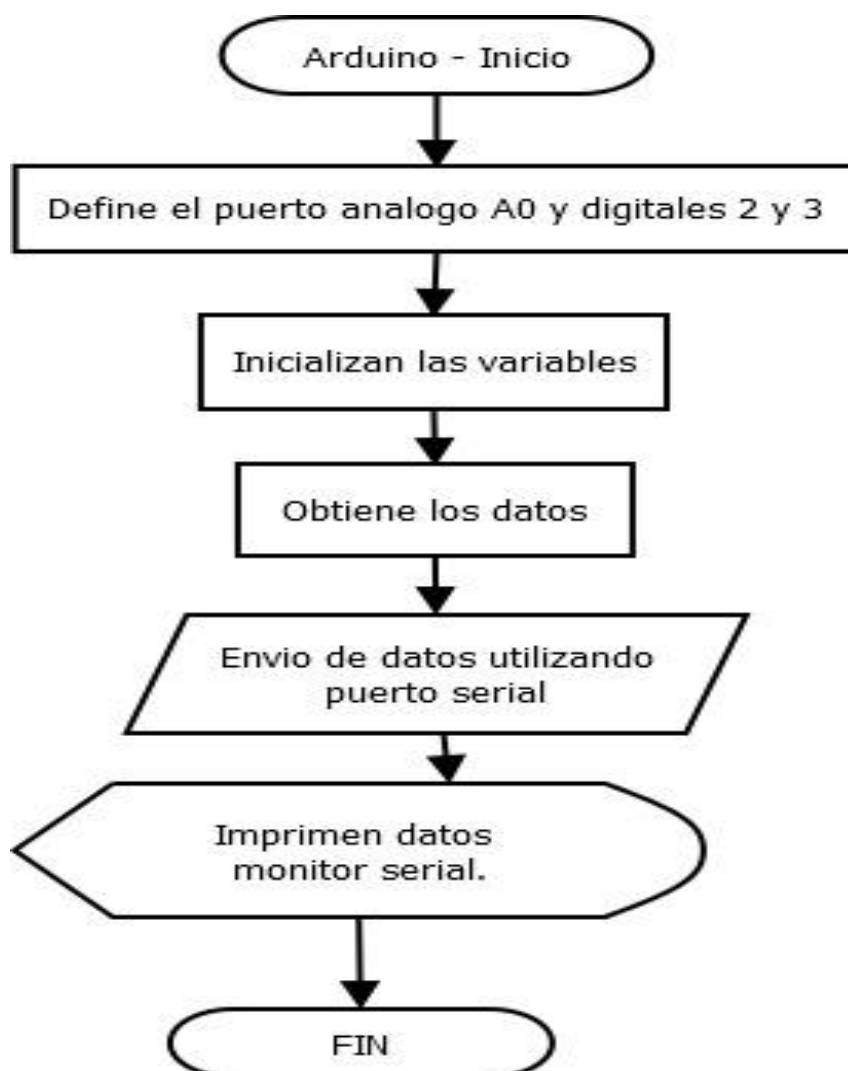 Arduino - Inicio
Define el puerto analogo A0 y digitales 2 y 3
Inicializan las variables
Obtiene los datos
Envio de datos utilizando
puerto serial
Imprimen datos
monitor serial.
FIN